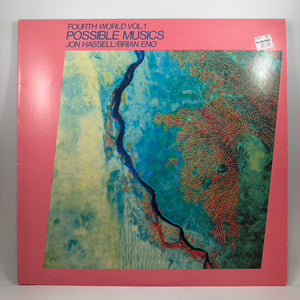 FOURTH WORLD VOL.1
POSSIBLE MUSICS
JON HASSELL/BRIAN ENO